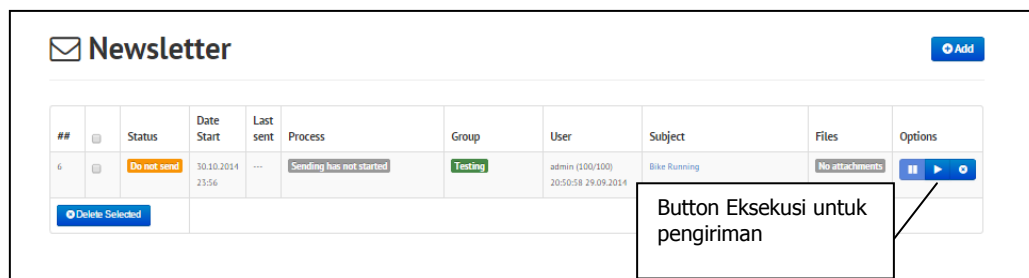 Newsletter
Add
## Status Date Start Last sent Process Group User Subject Files Options
6 Do not send 30.10.2014 23:56 --- Sending has not started Testing admin (100/100) 20:50:58 29.09.2014 Bike Running No attachments
Delete Selected
Button Eksekusi untuk
pengiriman